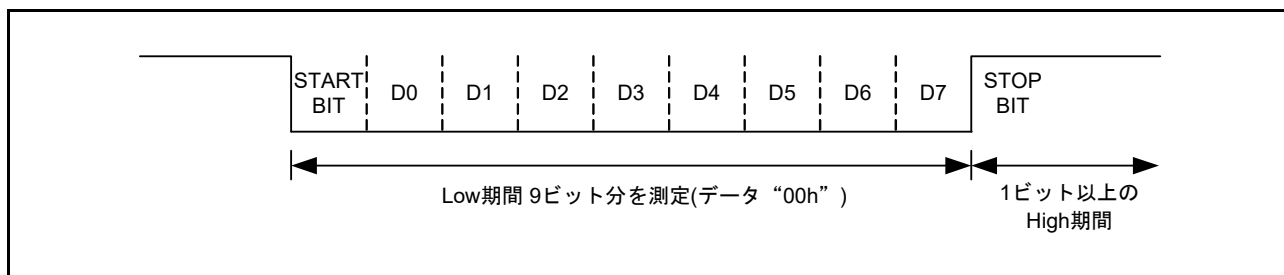 START
BIT
D0
D1
D2
D3
D4
D5
D6
D7
STOP
BIT
Low期間 9ビット分を測定(データ“00h”)
1ビット以上の
High期間